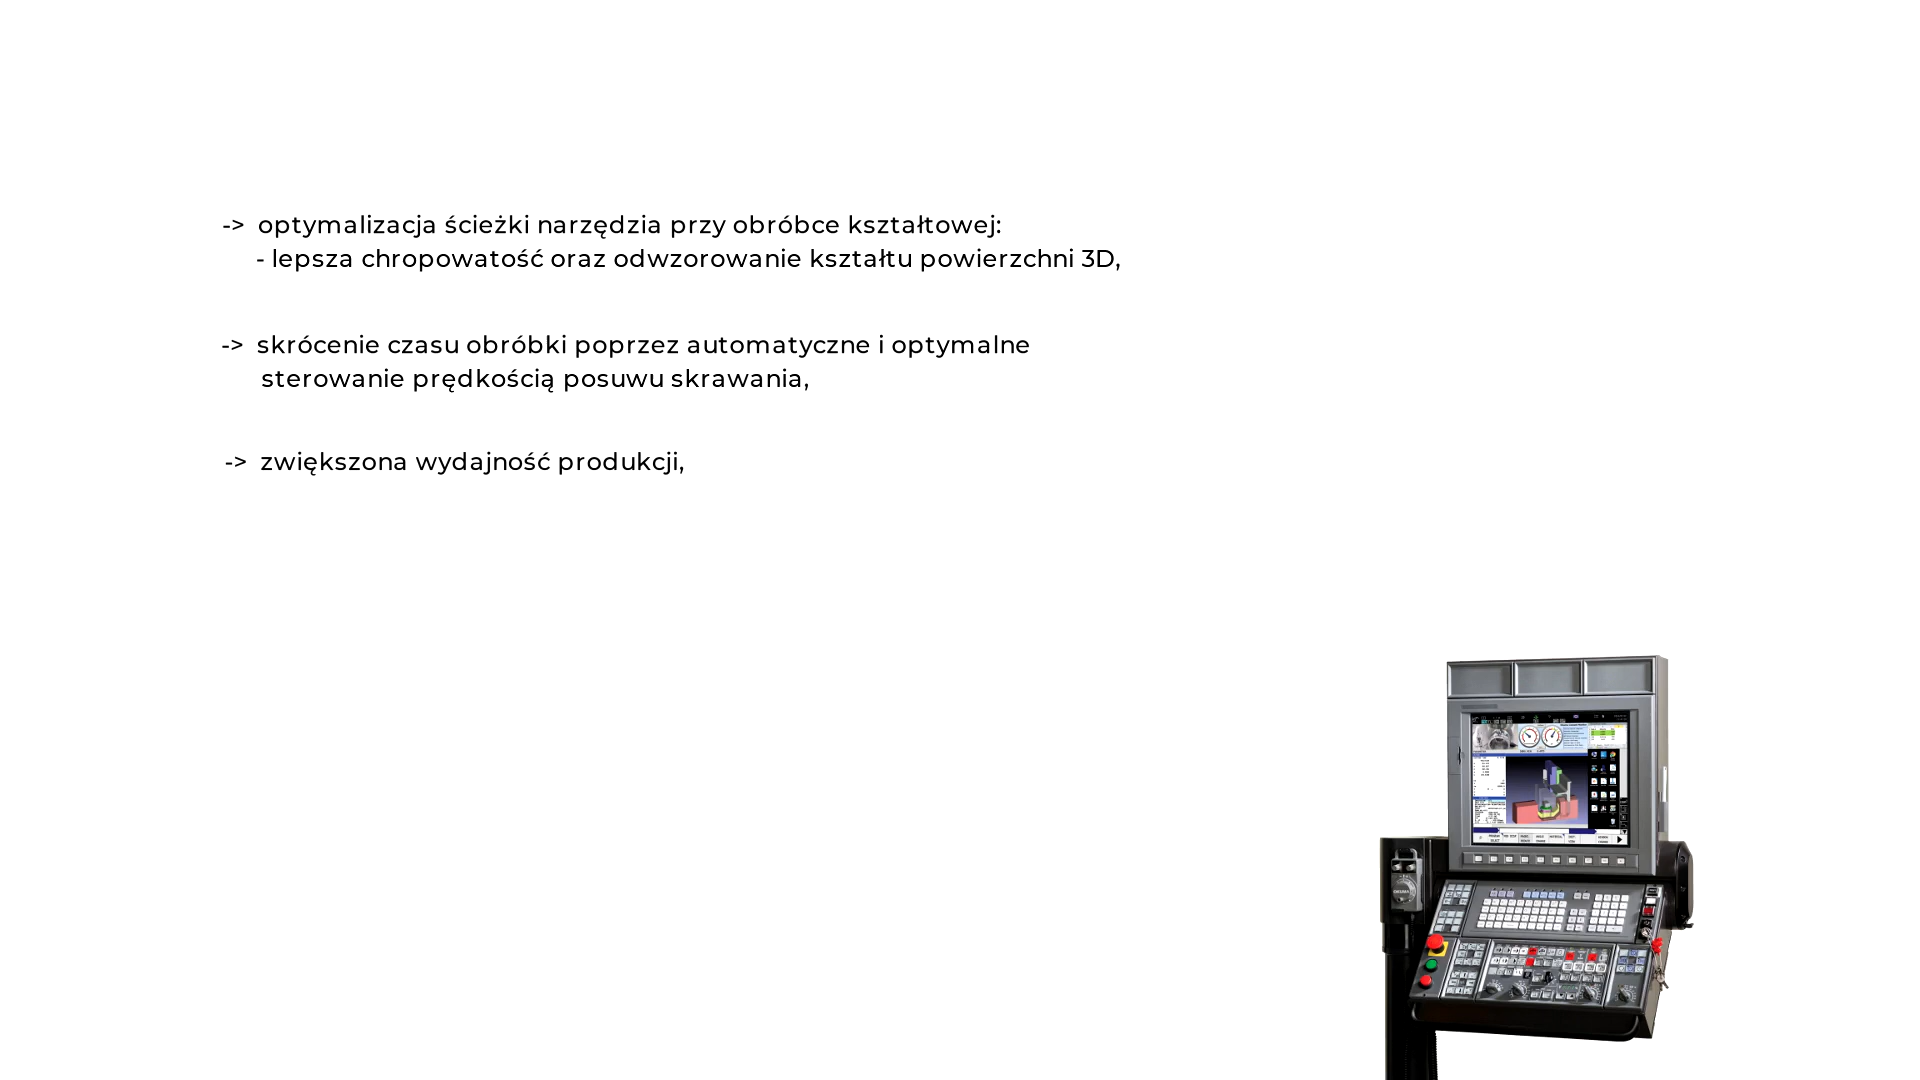 -> optymalizacja ścieżki narzędzia przy obróbce kształtowej:
- lepsza chropowatość oraz odwzorowanie kształtu powierzchni 3D,
-> skrócenie czasu obróbki poprzez automatyczne i optymalne
sterowanie prędkością posuwu skrawania,
-> zwiększona wydajność produkcji,